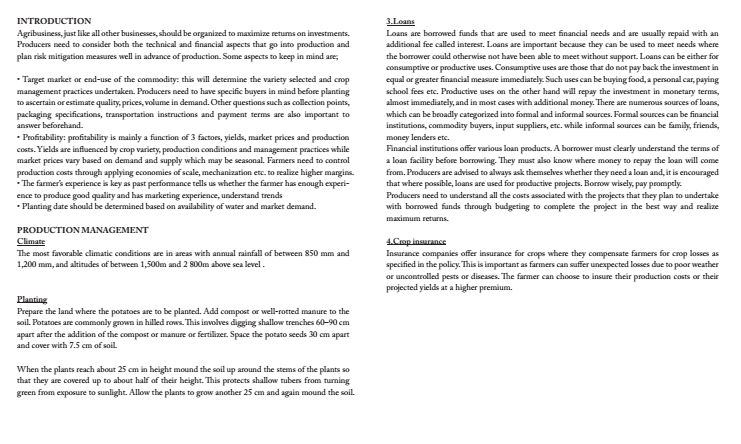 INTRODUCTION
Agribusiness, just like all other businesses, should be organized to maximize returns on investments.
Producers need to consider both the technical and financial aspects that go into production and
plan risk mitigation measures well in advance of production. Some aspects to keep in mind are;
• Target market or end-use of the commodity: this will determine the variety selected and crop
management practices undertaken. Producers need to have specific buyers in mind before planting
to ascertain or estimate quality, prices, volume in demand. Other questions such as collection points,
packaging specifications, transportation instructions and payment terms are also important to
answer beforehand.
• Profitability: profitability is mainly a function of 3 factors, yields, market prices and production
costs. Yields are influenced by crop variety, production conditions and management practices while
market prices vary based on demand and supply which may be seasonal. Farmers need to control
production costs through applying economies of scale, mechanization etc. to realize higher margins.
• The farmer's experience is key as past performance tells us whether the farmer has enough experi-
ence to produce good quality and has marketing experience, understand trends
• Planting date should be determined based on availability of water and market demand.
PRODUCTION MANAGEMENT
Climate
The most favorable climatic conditions are in areas with annual rainfall of between 850 mm and
1,200 mm, and altitudes of between 1,500m and 2 800m above sea level .
Planting
Prepare the land where the potatoes are to be planted. Add compost or well-rotted manure to the
soil. Potatoes are commonly grown in hilled rows. This involves digging shallow trenches 60–90 cm
apart after the addition of the compost or manure or fertilizer. Space the potato seeds 30 cm apart
and cover with 7.5 cm of soil.
When the plants reach about 25 cm in height mound the soil up around the stems of the plants so
that they are covered up to about half of their height. This protects shallow tubers from turning
green from exposure to sunlight. Allow the plants to grow another 25 cm and again mound the soil.
3.Loans
Loans are borrowed funds that are used to meet financial needs and are usually repaid with an
additional fee called interest. Loans are important because they can be used to meet needs where
the borrower could otherwise not have been able to meet without support. Loans can be either for
consumptive or productive uses. Consumptive uses are those that do not pay back the investment in
equal or greater financial measure immediately. Such uses can be buying food, a personal car, paying
school fees etc. Productive uses on the other hand will repay the investment in monetary terms,
almost immediately, and in most cases with additional money. There are numerous sources of loans,
which can be broadly categorized into formal and informal sources. Formal sources can be financial
institutions, commodity buyers, input suppliers, etc. while informal sources can be family, friends,
money lenders etc.
Financial institutions offer various loan products. A borrower must clearly understand the terms of
a loan facility before borrowing. They must also know where money to repay the loan will come
from. Producers are advised to always ask themselves whether they need a loan and, it is encouraged
that where possible, loans are used for productive projects. Borrow wisely, pay promptly.
Producers need to understand all the costs associated with the projects that they plan to undertake
with borrowed funds through budgeting to complete the project in the best way and realize
maximum returns.
4.Crop insurance
Insurance companies offer insurance for crops where they compensate farmers for crop losses as
specified in the policy. This is important as farmers can suffer unexpected losses due to poor weather
or uncontrolled pests or diseases. The farmer can choose to insure their production costs or their
projected yields at a higher premium.